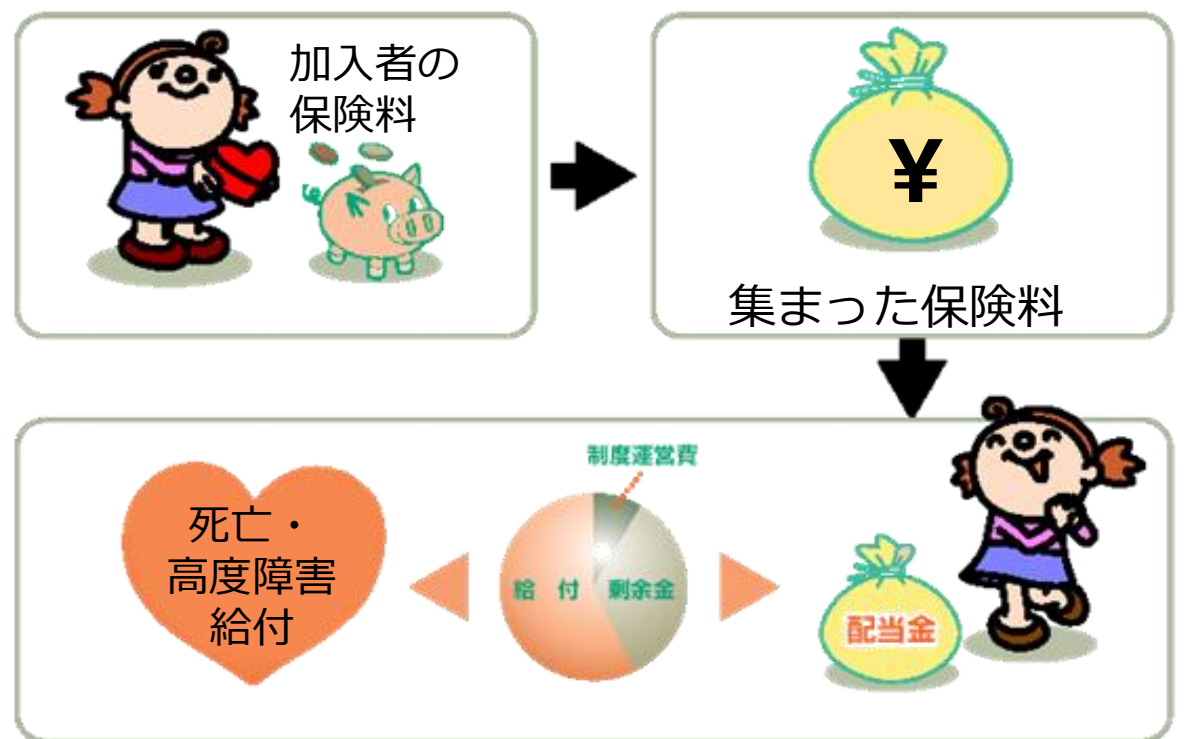 加入者の
保険料
¥
集まった保険料
制度運営費
死亡・
高度障害
給付
給 付
剰余金
配当金